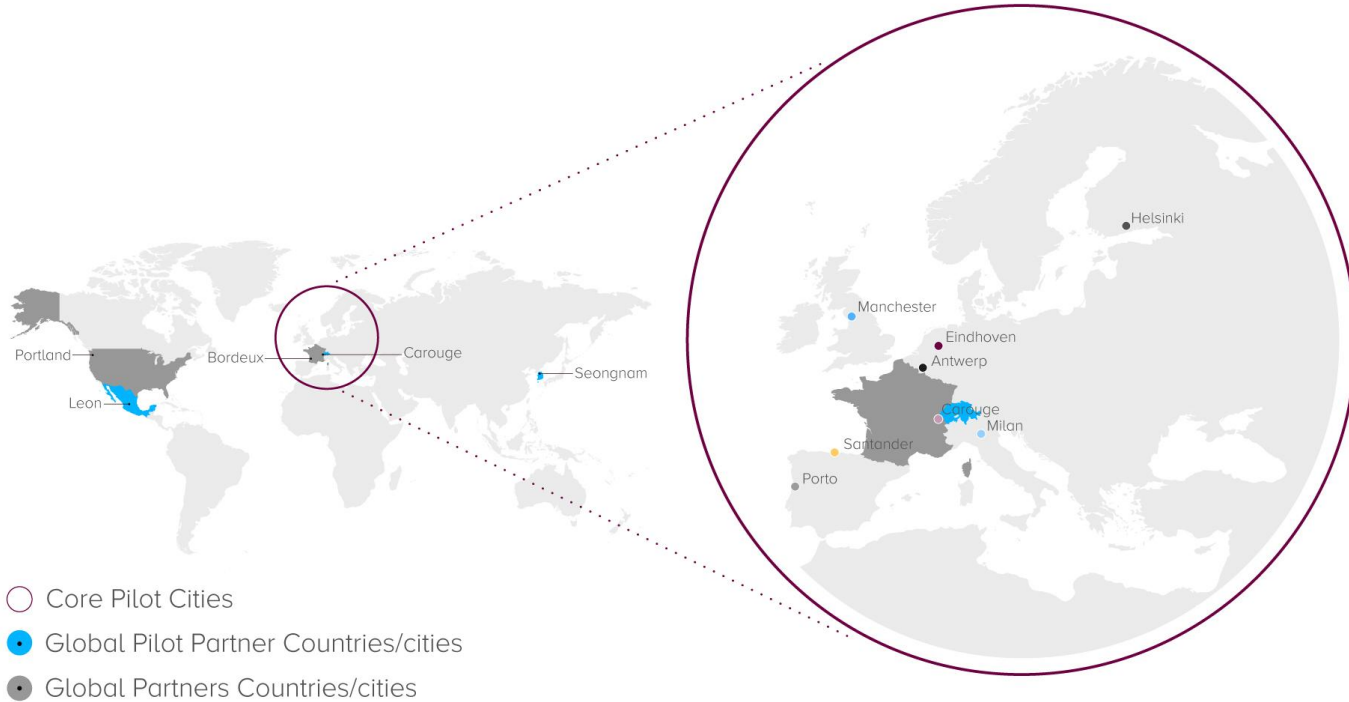 Helsinki
Manchester
Eindhoven
Antwerp
Portland
Bordeux
Carouge
Seongnam
Leon
Carouge
Milan
Santander
Porto
Core Pilot Cities
Global Pilot Partner Countries/cities
Global Partners Countries/cities